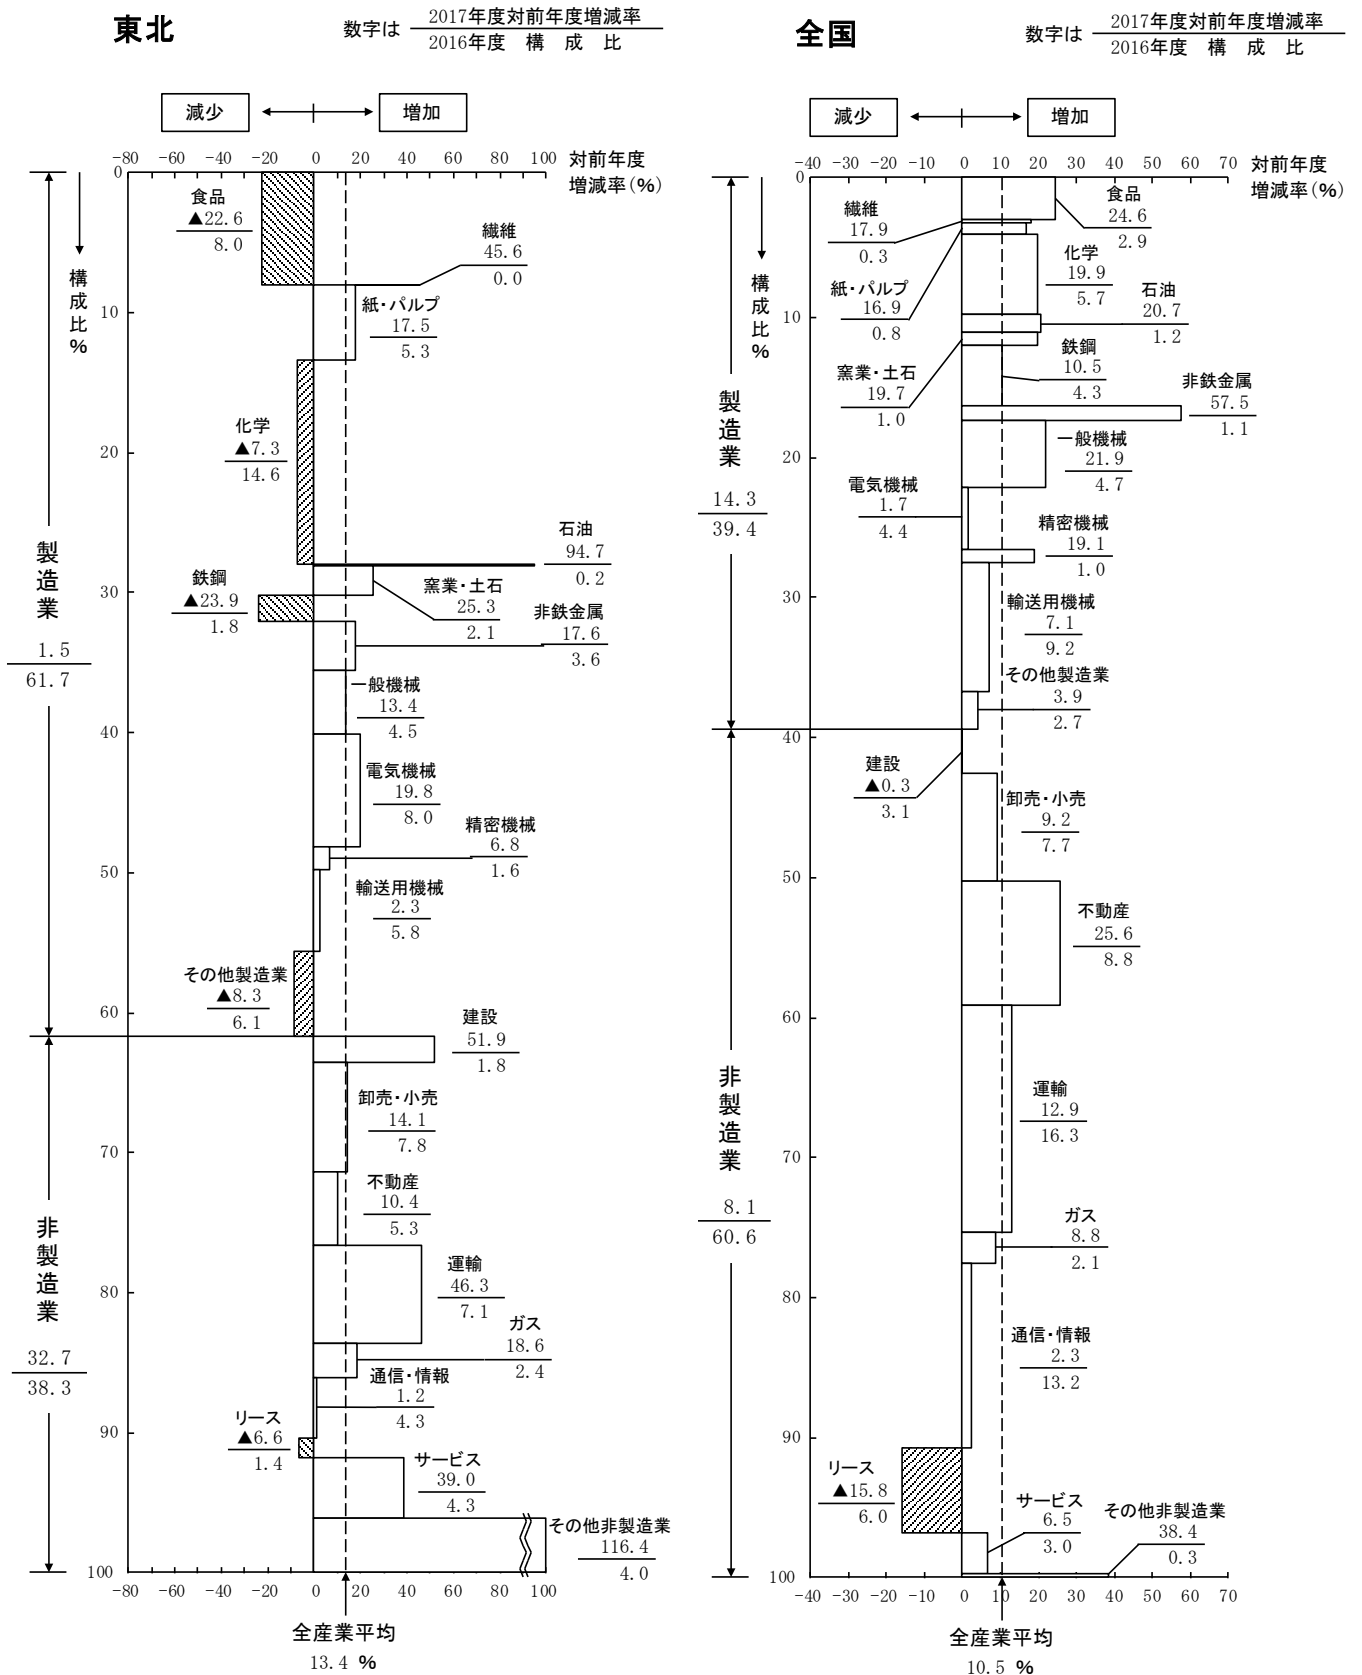 東北
数字は 2017年度対前年度増減率
2016年度 構 成 比
減少
増加
-80 -60 -40 -20 0 20 40 60 80 100
対前年度
増減率(%)
0
10
20
30
40
50
60
70
80
90
100
構成比%
製造業
1.5
61.7
非製造業
32.7
38.3
食品
▲22.6
8.0
繊維
45.6
0.0
紙・パルプ
17.5
5.3
化学
▲7.3
14.6
石油
94.7
0.2
窯業・土石
25.3
2.1
鉄鋼
▲23.9
1.8
非鉄金属
17.6
3.6
一般機械
13.4
4.5
電気機械
19.8
8.0
精密機械
6.8
1.6
輸送用機械
2.3
5.8
その他製造業
▲8.3
6.1
建設
51.9
1.8
卸売・小売
14.1
7.8
不動産
10.4
5.3
運輸
46.3
7.1
ガス
18.6
2.4
通信・情報
1.2
4.3
リース
▲6.6
1.4
サービス
39.0
4.3
その他非製造業
116.4
4.0
-80 -60 -40 -20 0 20 40 60 80 100
全産業平均
13.4 %
全国
数字は 2017年度対前年度増減率
2016年度 構 成 比
減少
増加
-40 -30 -20 -10 0 10 20 30 40 50 60 70
対前年度
増減率(%)
0
10
20
30
40
50
60
70
80
90
100
構成比%
製造業
14.3
39.4
非製造業
8.1
60.6
食品
24.6
2.9
繊維
17.9
0.3
紙・パルプ
16.9
0.8
化学
19.9
5.7
石油
20.7
1.2
窯業・土石
19.7
1.0
鉄鋼
10.5
4.3
非鉄金属
57.5
1.1
一般機械
21.9
4.7
電気機械
1.7
4.4
精密機械
19.1
1.0
輸送用機械
7.1
9.2
その他製造業
3.9
2.7
建設
▲0.3
3.1
卸売・小売
9.2
7.7
不動産
25.6
8.8
運輸
12.9
16.3
ガス
8.8
2.1
通信・情報
2.3
13.2
リース
▲15.8
6.0
サービス
6.5
3.0
その他非製造業
38.4
0.3
-40 -30 -20 -10 0 10 20 30 40 50 60 70
全産業平均
10.5 %